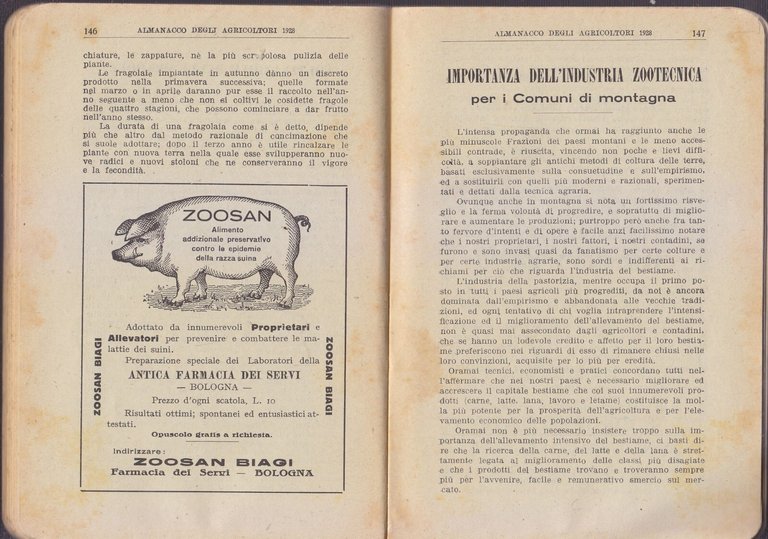 146 ALMANACCO DEGLI AGRICOLTORI 1928
chiature, le zappature, nè la più scrupolosa pulizia delle
piante.
Le fragolaie impiantate in autunno dànno un discreto
prodotto nella primavera successiva; quelle formate
nel marzo o in aprile daranno pur esse il raccolto nell'an-
no seguente a meno che non si coltivi le cosidette fragole
delle quattro stagioni, che possono cominciare a dar frutto
nell'anno stesso.
La durata di una fragolaia come si è detto, dipende
più che altro dal metodo razionale di concimazione che
si suole adottare; dopo il terzo anno è utile rincalzare le
piante con nuova terra nella quale esse svilupperanno nuo-
ve radici e nuovi stoloni che ne conserveranno il vigore
e la fecondità.
ZOOSAN
Alimento
addizionale preservativo
contro le epidemie
della razza suina
Adottato da innumerevoli Proprietari e
Allevatori per prevenire e combattere le ma-
lattie dei suini.
Preparazione speciale dei Laboratori della
ANTICA FARMACIA DEI SERVI
— BOLOGNA —
Prezzo d'ogni scatola, L. 10
Risultati ottimi; spontanei ed entusiastici at-
testati.
Opuscolo gratis a richiesta.
ZOOSAN BIAGI
ZOOSAN BIAGI
Indirizzare:
ZOOSAN BIAGI
Farmacia dei Servi — BOLOGNA
ALMANACCO DEGLI AGRICOLTORI 1928 147
IMPORTANZA DELL'INDUSTRIA ZOOTECNICA
per i Comuni di montagna
L'intensa propaganda che ormai ha raggiunto anche le
più minuscole Frazioni dei paesi montani e le meno acces-
sibili contrade, è riuscita, vincendo non poche e lievi diffi-
coltà, a soppiantare gli antichi metodi di coltura delle terre,
basati esclusivamente sulla consuetudine e sull'empirismo,
ed a sostituirli con quelli più moderni e razionali, sperimen-
tati e dettati dalla tecnica agraria.
Ovunque anche in montagna si nota un fortissimo risve-
glio e la ferma volontà di progredire, e sopratutto di miglio-
rare e aumentare le produzioni; purtroppo però anche fra tan-
to fervore d'intenti e di opere è facile anzi facilissimo notare
che i nostri proprietari, i nostri fattori, i nostri contadini, se
furono e sono invasi quasi da fanatismo per certe colture e
per certe industrie agrarie, sono sordi e indifferenti ai ri-
chiami per ciò che riguarda l'industria del bestiame.
L'industria della pastorizia, mentre occupa il primo po-
sto in tutti i paesi agricoli più progrediti, da noi è ancora
dominata dall'empirismo e abbandonata alle vecchie tradi-
zioni, ed ogni tentativo di chi voglia intraprendere l'intensi-
ficazione ed il miglioramento dell'allevamento del bestiame,
non è quasi mai assecondato dagli agricoltori e contadini,
che se hanno un lodevole credito e affetto per il loro bestia-
me preferiscono nei riguardi di esso di rimanere chiusi nelle
loro convinzioni, acquisite per lo più per eredità.
Oramai tecnici, economisti e pratici concordano tutti nel-
l'affermare che nei nostri paesi è necessario migliorare ed
accrescere il capitale bestiame che coi suoi innumerevoli pro-
dotti (carne, latte, lana, lavoro e letame) costituisce la mol-
la più potente per la prosperità dell'agricoltura e per l'ele-
vamento economico delle popolazioni.
Oramai non è più necessario insistere troppo sulla im-
portanza dell'allevamento intensivo del bestiame, ci basti di-
re che la ricerca della carne, del latte e della lana è stret-
tamente legata al miglioramento delle classi più disagiate
e che i prodotti del bestiame trovano e troveranno sempre
più per l'avvenire, facile e remunerativo smercio sul mer-
cato.